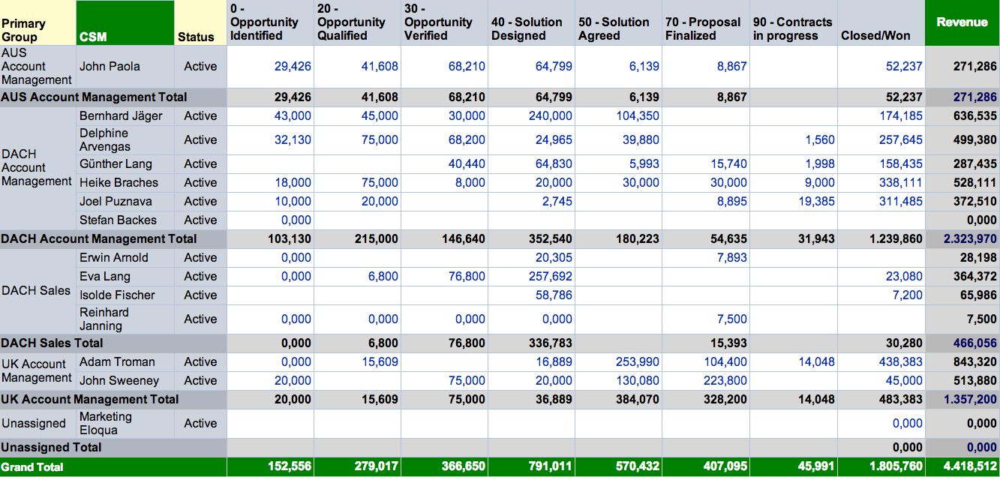 Primary Group CSM Status 0 - Opportunity Identified 20 - Opportunity Qualified 30 - Opportunity Verified 40 - Solution Designed 50 - Solution Agreed 70 - Proposal Finalized 90 - Contracts in progress Closed/Won Revenue
AUS Account Management John Paola Active 29,426 41,608 68,210 64,799 6,139 8,867 52,237 271,286
AUS Account Management Total 29,426 41,608 68,210 64,799 6,139 8,867 52,237 271,286
DACH Account Management Bernhard Jäger Active 43,000 45,000 30,000 240,000 104,350 174,185 636,535
Delphine Arvengas Active 32,130 75,000 68,200 24,965 39,880 1,560 257,645 499,380
Günther Lang Active 40,440 64,830 5,993 15,740 1,998 158,435 287,435
Heike Braches Active 18,000 75,000 8,000 20,000 30,000 30,000 9,000 338,111 528,111
Joel Puznava Active 10,000 20,000 2,745 8,895 19,385 311,485 372,510
Stefan Backes Active 0,000 0,000
DACH Account Management Total 103,130 215,000 146,640 352,540 180,223 54,635 31,943 1.239,860 2.323,970
DACH Sales Erwin Arnold Active 0,000 20,305 7,893 28,198
Eva Lang Active 0,000 6,800 76,800 257,692 23,080 364,372
Isolde Fischer Active 58,786 7,200 65,986
Reinhard Janning Active 0,000 0,000 0,000 0,000 7,500 7,500
DACH Sales Total 0,000 6,800 76,800 336,783 15,393 30,280 466,056
UK Account Management Adam Troman Active 0,000 15,609 16,889 253,990 104,400 14,048 438,383 843,320
John Sweeney Active 20,000 75,000 20,000 130,080 223,800 45,000 513,880
UK Account Management Total 20,000 15,609 75,000 36,889 384,070 328,200 14,048 483,383 1.357,200
Unassigned Marketing Eloqua Active 0,000 0,000
Unassigned Total 0,000 0,000
Grand Total 152,556 279,017 366,650 791,011 570,432 407,095 45,991 1.805,760 4.418,512